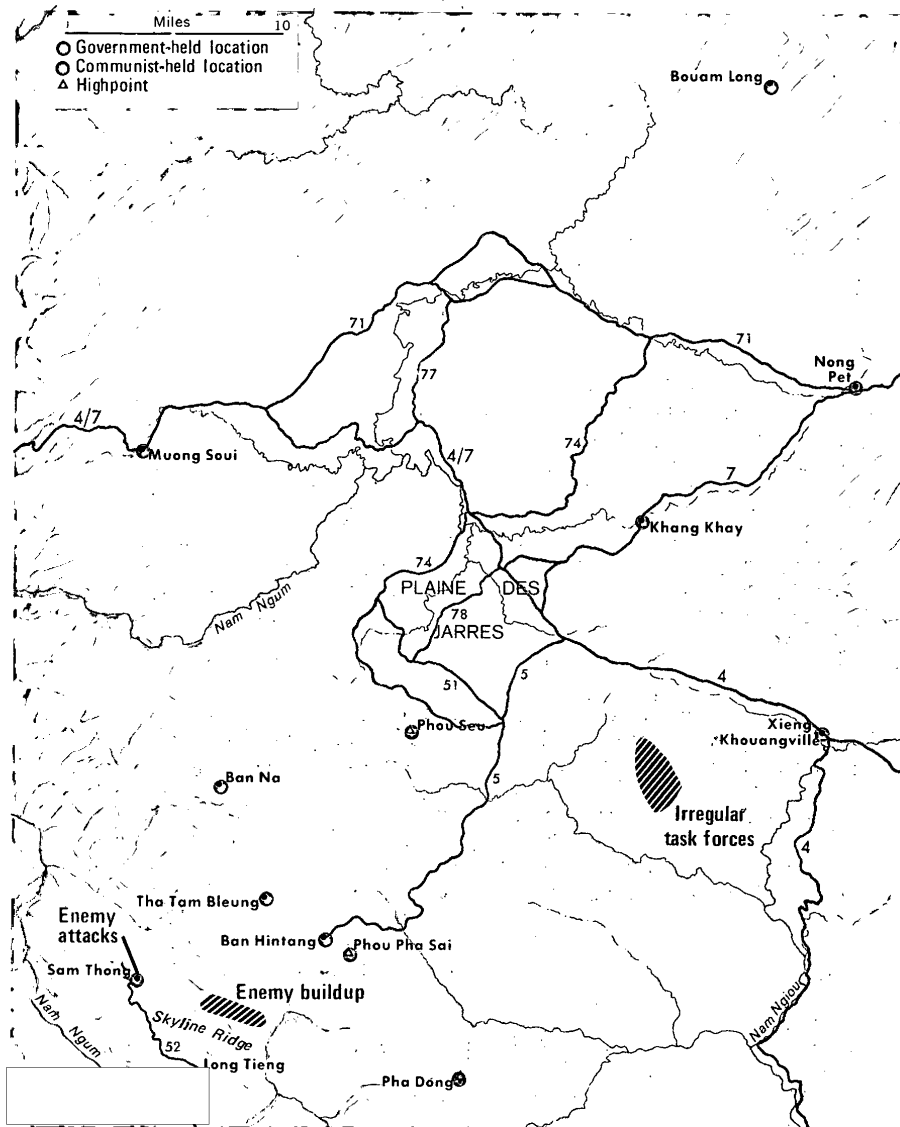 Miles 10
Government-held location
Communist-held location
Highpoint
Bouam Long
71
71
Nong
Pet
77
4/7
Muong Soui
4/7
74
7
Khang Khay
74
PLAINE DES
Nam Ngum
78
JARRES
5
51
4
Phou Seu
Xieng
Khouangville
Ban Na
5
Irregular
task forces
4
Tha Tam Bleung
Enemy
attacks
Ban Hintang
Phou Pha Sai
Sam Thong
Enemy buildup
Nam Ngum
Skyline Ridge
Nam Ngiou
52
Long Tieng
Pha Dong